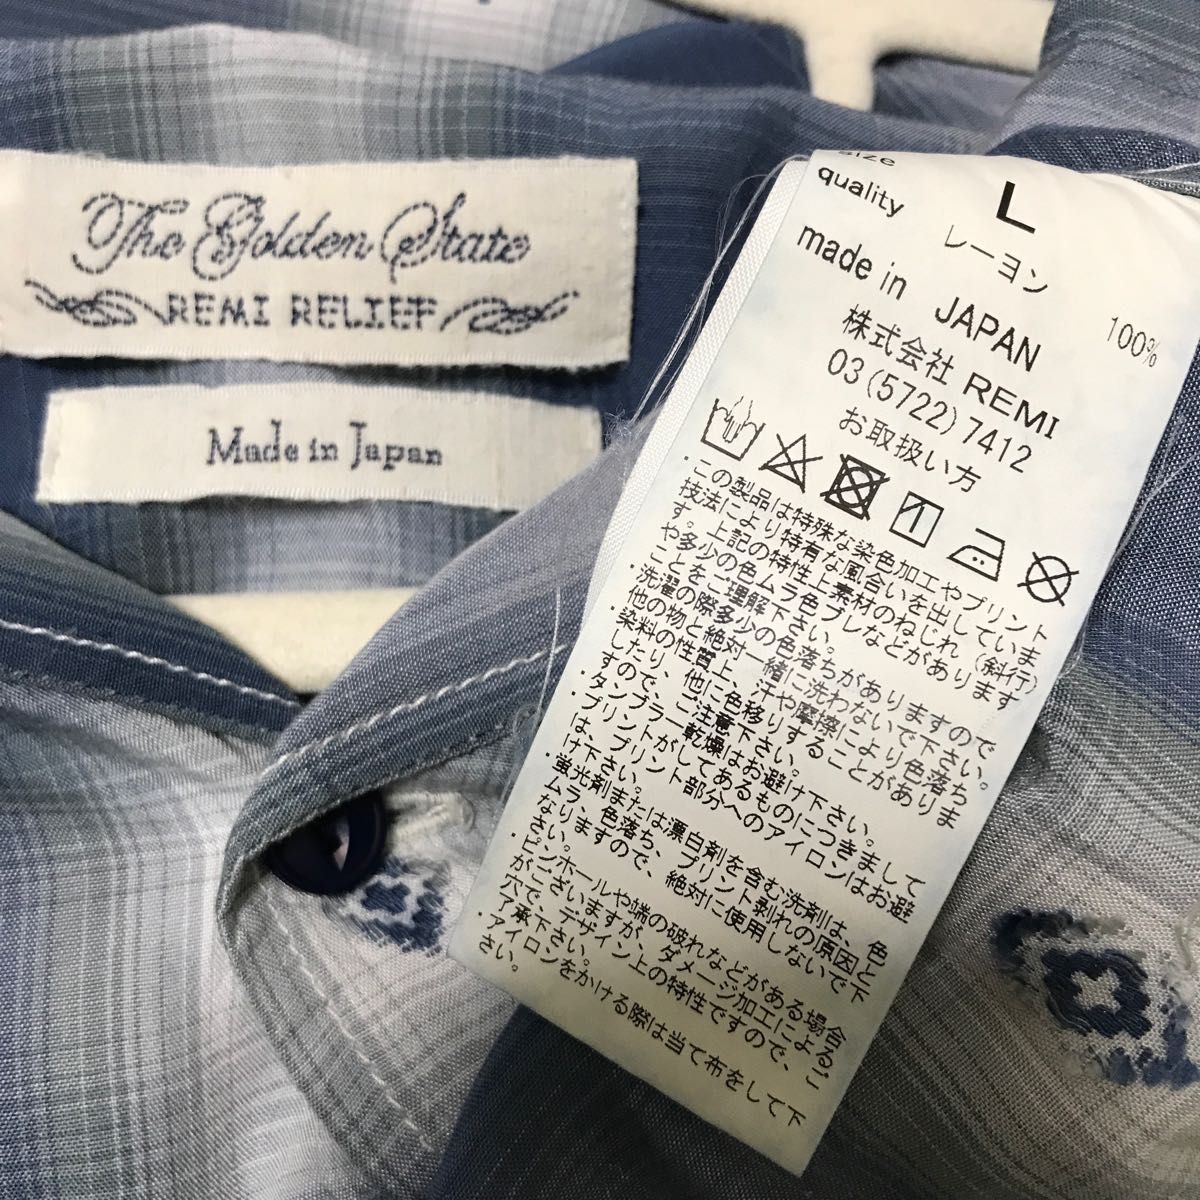 The Golden State
REMI RELIEF
Made in Japan
size L
quality レーヨン 100%
made in JAPAN
株式会社 REMI
03(5722)7412
お取扱い方
・この製品は特殊な染色加工やプリント
技法により特有な風合いを出していま
す。上記の特性上素材のねじれ(斜行)
や多少の色ムラ色ブレなどがあります
ことをご理解下さい。
・洗濯の際多少の色落ちがありますので
他の物と絶対一緒に洗わないで下さい。
・染料の性質上、汗や摩擦により色落ち
したり、他に色移りすることがありま
すので、ご注意下さい。
・タンブラー乾燥はお避け下さい。
・プリントがしてあるものにつきまして
は、プリント部分へのアイロンはお避
け下さい。
・蛍光剤または漂白剤を含む洗剤は、色
ムラ、色落ち、プリント剥れの原因と
なりますので、絶対に使用しないで下
さい。
・ピンホールや端の破れなどがある場合
がございますが、ダメージ加工による
穴で、デザイン上の特性ですので、ご
了承下さい。
・アイロンをかける際は当て布をして下
さい。